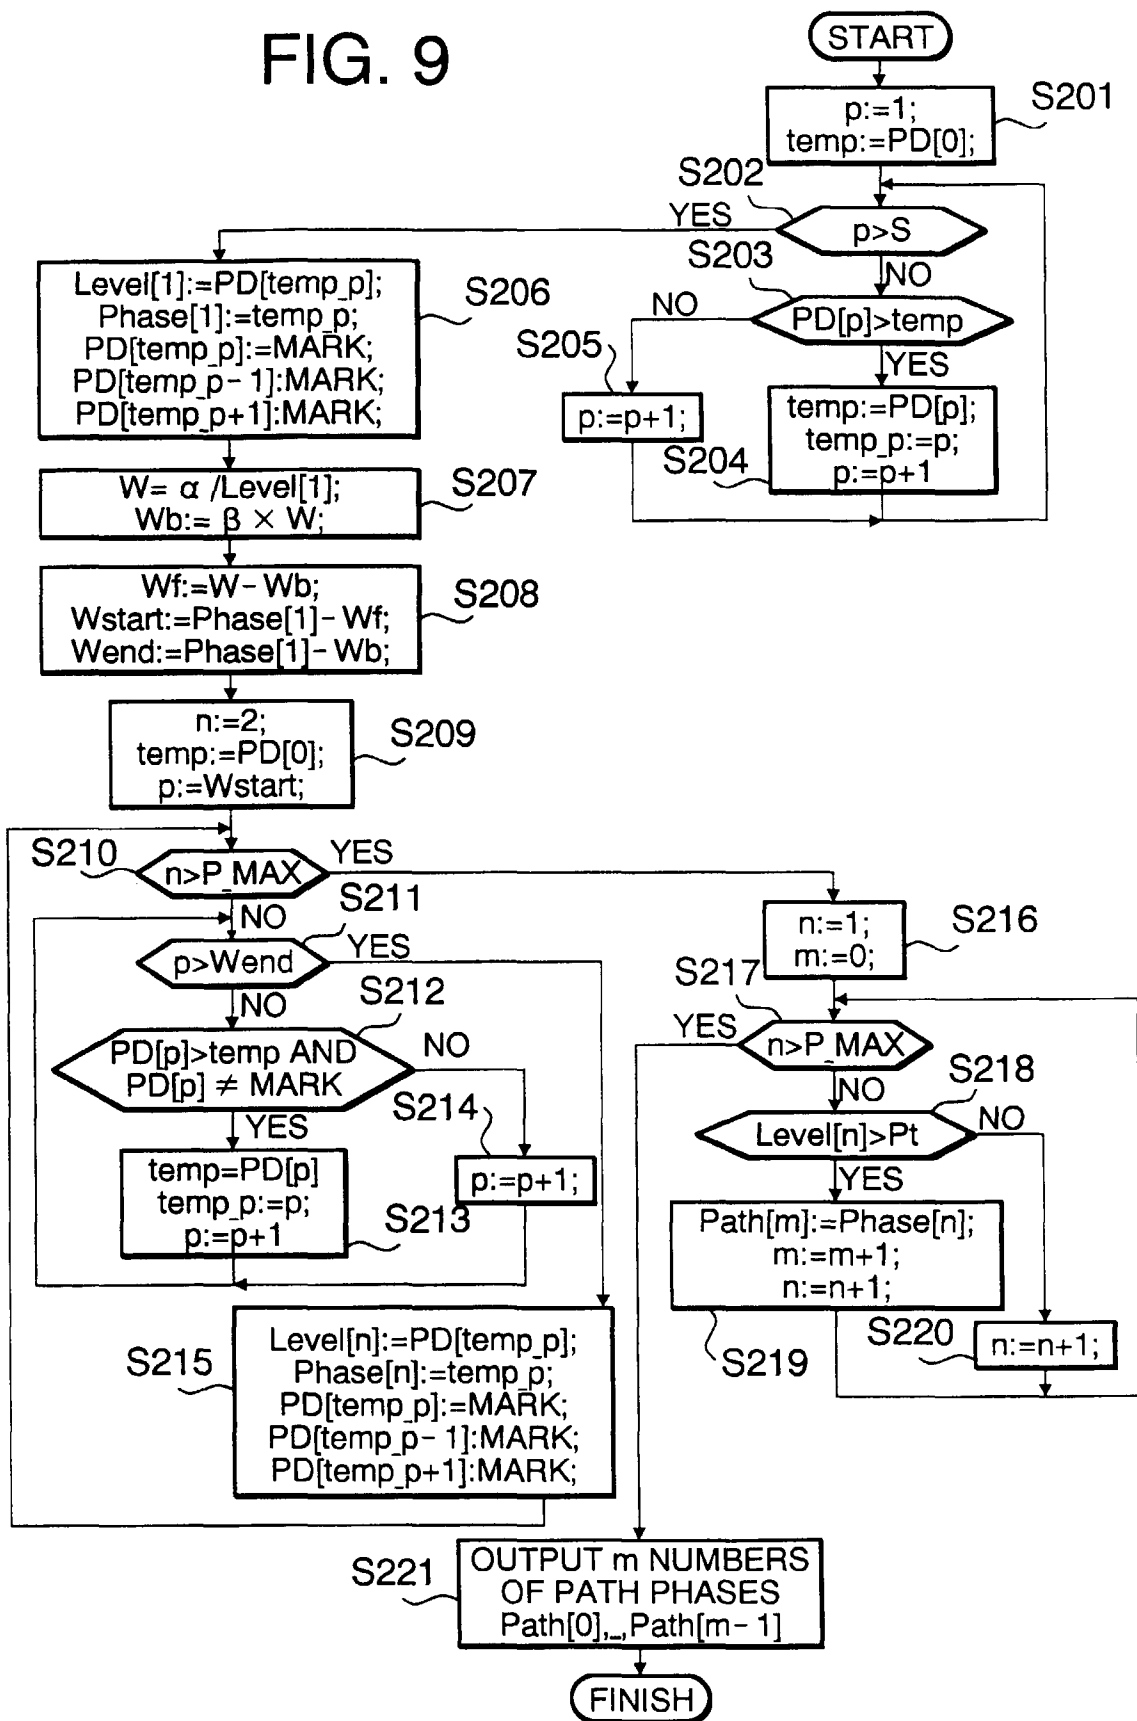 FIG. 9
START
p:=1;
temp:=PD[0];
S201
S202
p>S
YES
NO
S203
PD[p]>temp
NO
YES
S205
p:=p+1;
temp:=PD[p];
temp_p:=p;
p:=p+1
S204
Level[1]:=PD[temp_p];
Phase[1]:=temp_p;
PD[temp_p]:=MARK;
PD[temp_p-1]:MARK;
PD[temp_p+1]:MARK;
S206
W= α /Level[1];
Wb:= β × W;
S207
Wf:=W-Wb;
Wstart:=Phase[1]-Wf;
Wend:=Phase[1]-Wb;
S208
n:=2;
temp:=PD[0];
p:=Wstart;
S209
S210
n>P_MAX
YES
NO
S211
p>Wend
YES
NO
S212
PD[p]>temp AND
PD[p] ≠ MARK
NO
YES
S214
p:=p+1;
temp=PD[p]
temp_p:=p;
p:=p+1
S213
S215
Level[n]:=PD[temp_p];
Phase[n]:=temp_p;
PD[temp_p]:=MARK;
PD[temp_p-1]:MARK;
PD[temp_p+1]:MARK;
n:=1;
m:=0;
S216
S217
n>P_MAX
YES
NO
S218
Level[n]>Pt
NO
YES
Path[m]:=Phase[n];
m:=m+1;
n:=n+1;
S219
S220
n:=n+1;
S221
OUTPUT m NUMBERS
OF PATH PHASES
Path[0],_,Path[m-1]
FINISH